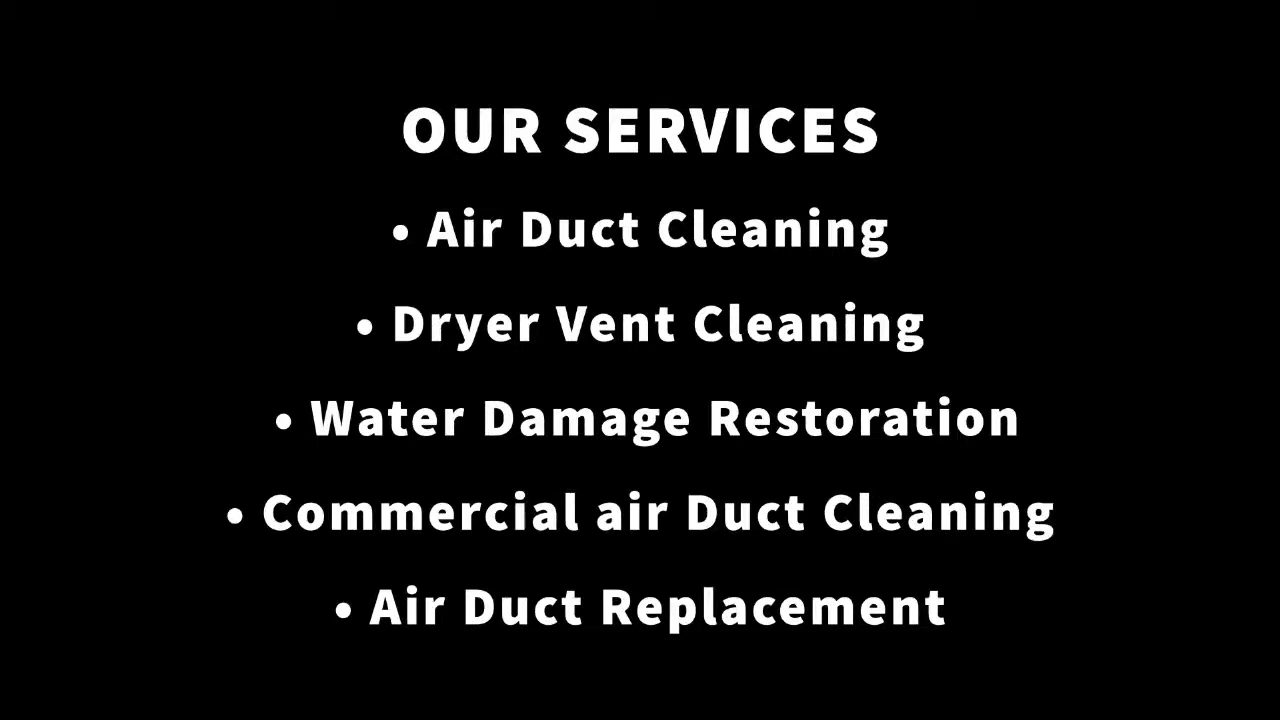 OUR SERVICES
• Air Duct Cleaning
• Dryer Vent Cleaning
• Water Damage Restoration
• Commercial air Duct Cleaning
• Air Duct Replacement